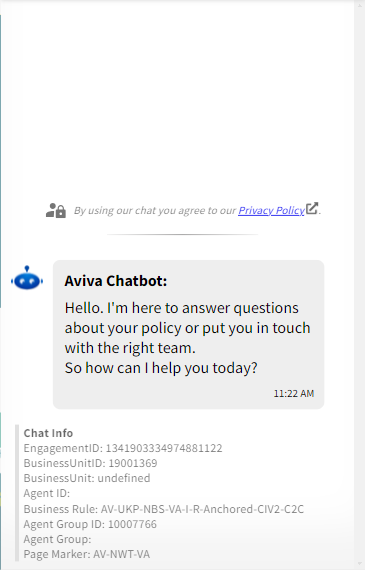 By using our chat you agree to our Privacy Policy.
Aviva Chatbot:
Hello. I'm here to answer questions
about your policy or put you in touch
with the right team.
So how can I help you today?
11:22 AM
Chat Info
EngagementID: 1341903334974881122
BusinessUnitID: 19001369
BusinessUnit: undefined
Agent ID:
Business Rule: AV-UKP-NBS-VA-I-R-Anchored-CIV2-C2C
Agent Group ID: 10007766
Agent Group:
Page Marker: AV-NWT-VA